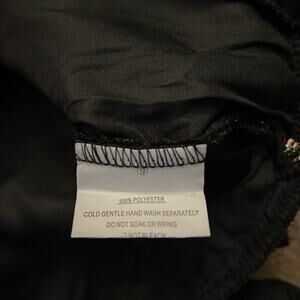 100% POLYESTER
COLD GENTLE HAND WASH SEPARATELY
DO NOT SOAK OR WRING
NOT BLEACH